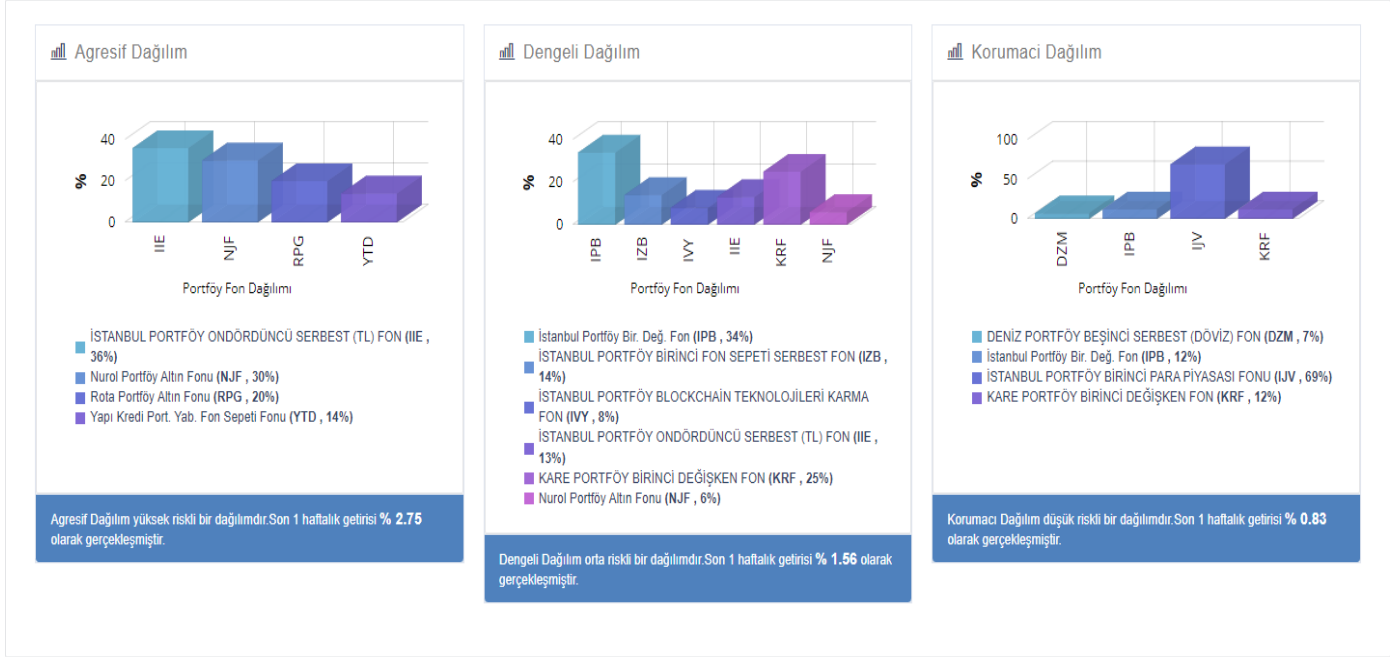 Agresif Dağılım
%
40
20
0
IIE
NJF
RPG
YTD
Portföy Fon Dağılımı
İSTANBUL PORTFÖY ONDÖRDÜNCÜ SERBEST (TL) FON (IIE ,
36%)
Nurol Portföy Altın Fonu (NJF , 30%)
Rota Portföy Altın Fonu (RPG , 20%)
Yapı Kredi Port. Yab. Fon Sepeti Fonu (YTD , 14%)
Agresif Dağılım yüksek riskli bir dağılımdır.Son 1 haftalık getirisi % 2.75
olarak gerçekleşmiştir.
Dengeli Dağılım
%
40
20
0
IPB
IZB
IVY
IIE
KRF
NJF
Portföy Fon Dağılımı
İstanbul Portföy Bir. Değ. Fon (IPB , 34%)
İSTANBUL PORTFÖY BİRİNCİ FON SEPETİ SERBEST FON (IZB ,
14%)
İSTANBUL PORTFÖY BLOCKCHAIN TEKNOLOJİLERİ KARMA
FON (IVY , 8%)
İSTANBUL PORTFÖY ONDÖRDÜNCÜ SERBEST (TL) FON (IIE ,
13%)
KARE PORTFÖY BİRİNCİ DEĞİŞKEN FON (KRF , 25%)
Nurol Portföy Altın Fonu (NJF , 6%)
Dengeli Dağılım orta riskli bir dağılımdır.Son 1 haftalık getirisi % 1.56 olarak
gerçekleşmiştir.
Korumaci Dağılım
%
100
50
0
DZM
IPB
IJV
KRF
Portföy Fon Dağılımı
DENİZ PORTFÖY BEŞİNCİ SERBEST (DÖVİZ) FON (DZM , 7%)
İstanbul Portföy Bir. Değ. Fon (IPB , 12%)
İSTANBUL PORTFÖY BİRİNCİ PARA PİYASASI FONU (IJV , 69%)
KARE PORTFÖY BİRİNCİ DEĞİŞKEN FON (KRF , 12%)
Korumacı Dağılım düşük riskli bir dağılımdır.Son 1 haftalık getirisi % 0.83
olarak gerçekleşmiştir.